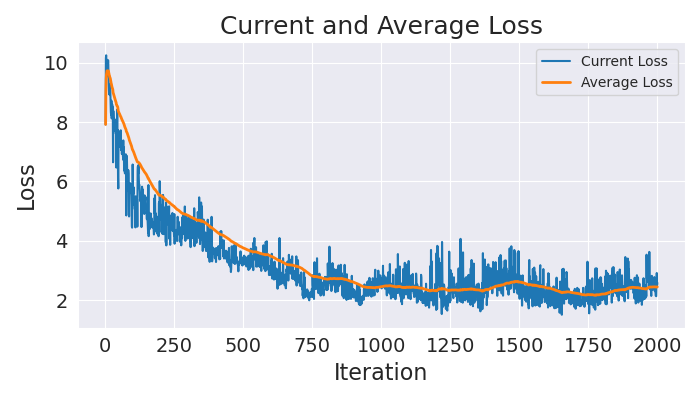 Current and Average Loss
Current Loss
Average Loss
10
8
6
4
2
Loss
0 250 500 750 1000 1250 1500 1750 2000
Iteration